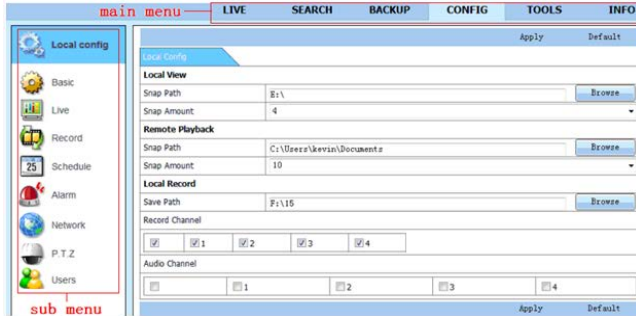 main menu LIVE SEARCH BACKUP CONFIG TOOLS INFO
Apply Default
Local config
Local Config
Local View
Snap Path E:\ Browse
Snap Amount 4
Remote Playback
Snap Path C:\Users\kevin\Documents Browse
Snap Amount 10
Local Record
Save Path F:\15 Browse
Record Channel
1 2 3 4
Audio Channel
1 2 3 4
Apply Default
Basic
Live
Record
25 Schedule
Alarm
Network
P.T.Z
Users
sub menu